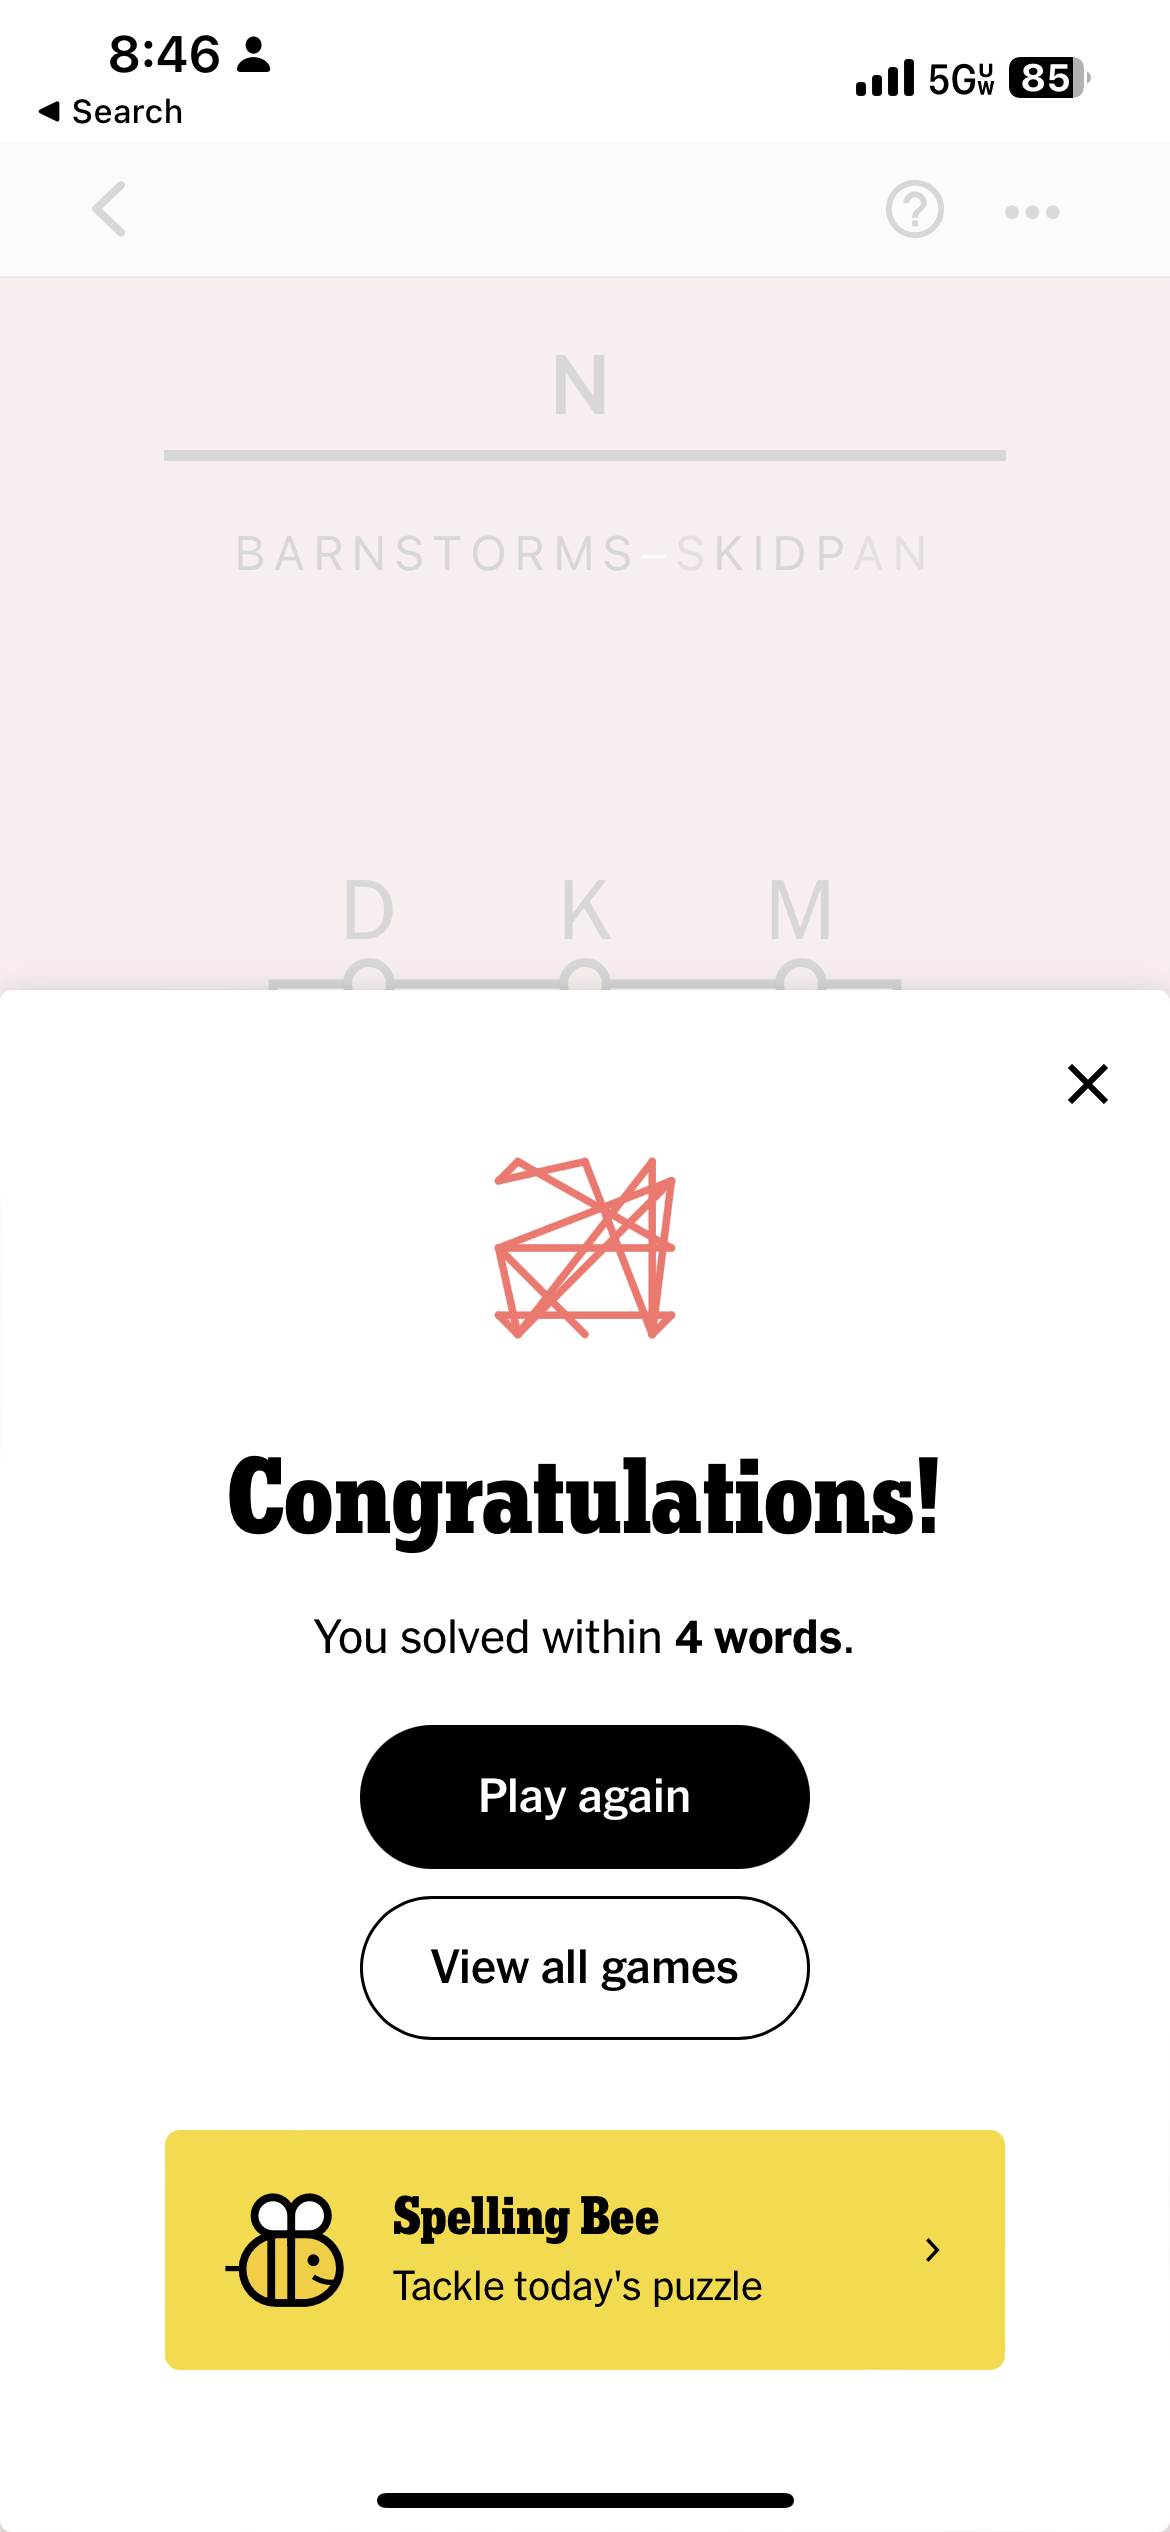 8:46
5G UW 85
Search
N
BARNSTORMS–SKIDPAN
D K M
Congratulations!
You solved within 4 words.
Play again
View all games
Spelling Bee
Tackle today's puzzle